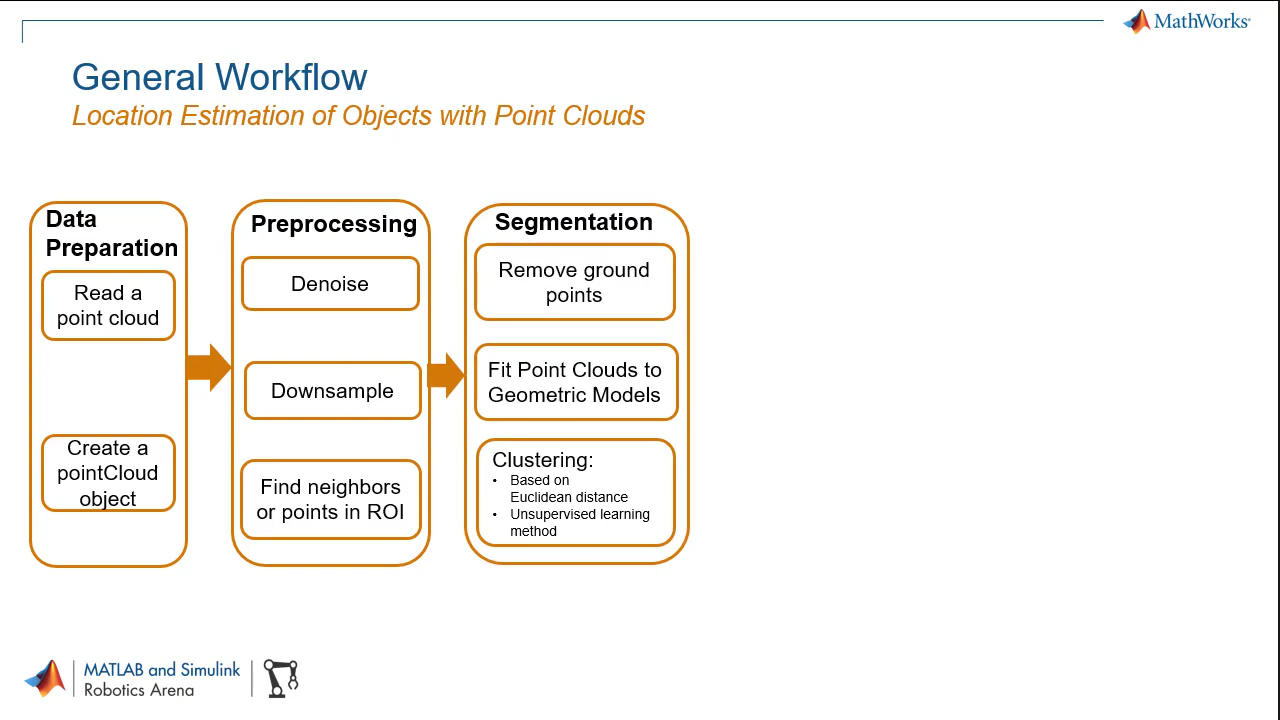 MathWorks®
General Workflow
Location Estimation of Objects with Point Clouds
Data
Preparation
Read a
point cloud
Create a
pointCloud
object
Preprocessing
Denoise
Downsample
Find neighbors
or points in ROI
Segmentation
Remove ground
points
Fit Point Clouds to
Geometric Models
Clustering:
• Based on
Euclidean distance
• Unsupervised learning
method
MATLAB and Simulink
Robotics Arena